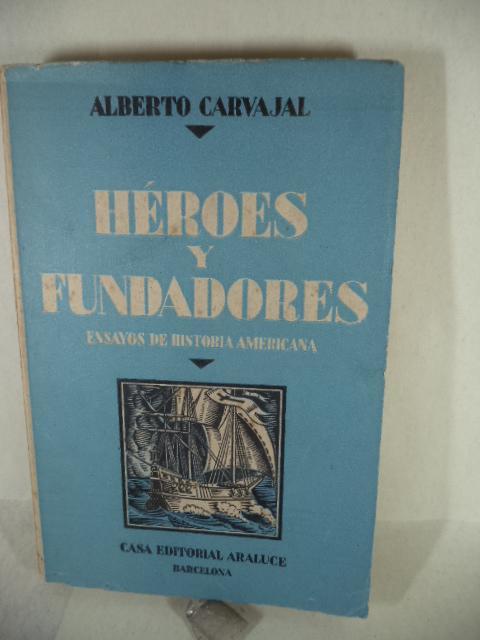 ALBERTO CARVAJAL
HÉROES
Y
FUNDADORES
ENSAYOS DE HISTORIA AMERICANA
CASA EDITORIAL ARALUCE
BARCELONA